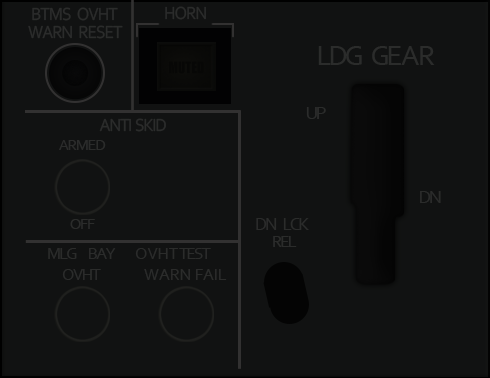 BTMS OVHT
WARN RESET
HORN
MUTED
LDG GEAR
UP
DN
ANTI SKID
ARMED
OFF
DN LCK
REL
MLG BAY
OVHT
OVHT TEST
WARN FAIL